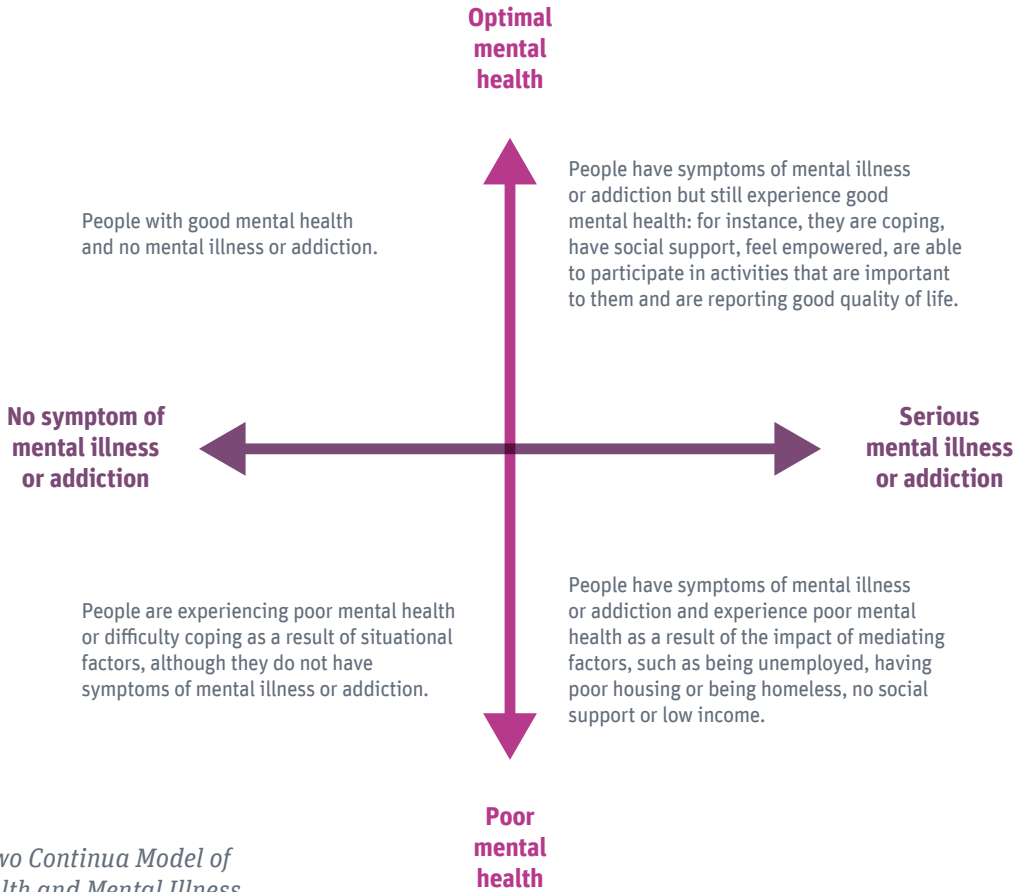 Optimal
mental
health
People with good mental health
and no mental illness or addiction.
People have symptoms of mental illness
or addiction but still experience good
mental health: for instance, they are coping,
have social support, feel empowered, are able
to participate in activities that are important
to them and are reporting good quality of life.
No symptom of
mental illness
or addiction
Serious
mental illness
or addiction
People are experiencing poor mental health
or difficulty coping as a result of situational
factors, although they do not have
symptoms of mental illness or addiction.
People have symptoms of mental illness
or addiction and experience poor mental
health as a result of the impact of mediating
factors, such as being unemployed, having
poor housing or being homeless, no social
support or low income.
Poor
mental
health
Continua Model of
and Mental Illness